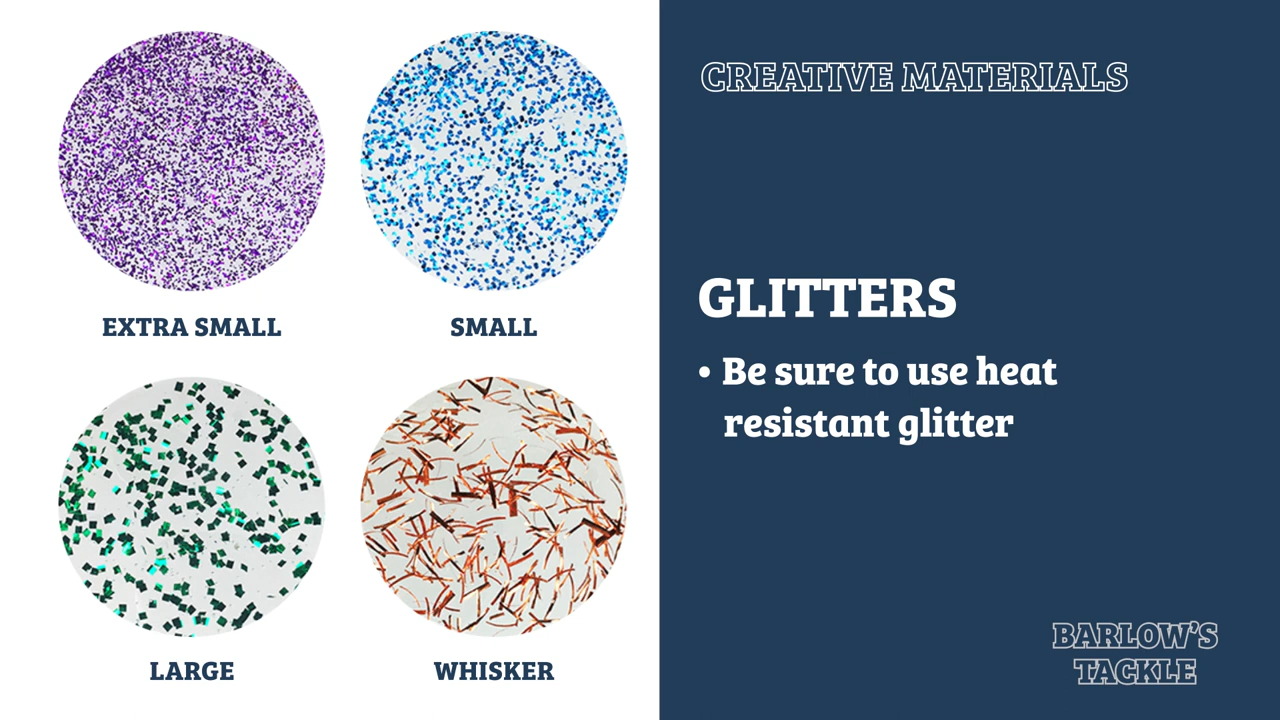 CREATIVE MATERIALS
EXTRA SMALL
SMALL
LARGE
WHISKER
GLITTERS
• Be sure to use heat
resistant glitter
BARLOW'S
TACKLE